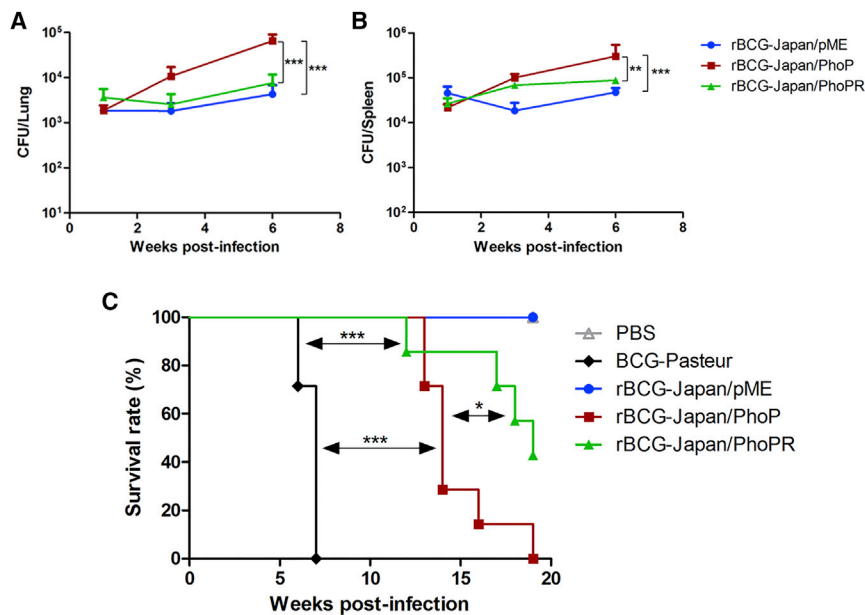 A
CFU/Lung
10^5
10^4
10^3
10^2
10^1
0 2 4 6 8
Weeks post-infection
***
***
B
CFU/Spleen
10^6
10^5
10^4
10^3
10^2
0 2 4 6 8
Weeks post-infection
**
***
rBCG-Japan/pME
rBCG-Japan/PhoP
rBCG-Japan/PhoPR
C
Survival rate (%)
100
80
60
40
20
0
0 5 10 15 20
Weeks post-infection
***
*
***
PBS
BCG-Pasteur
rBCG-Japan/pME
rBCG-Japan/PhoP
rBCG-Japan/PhoPR